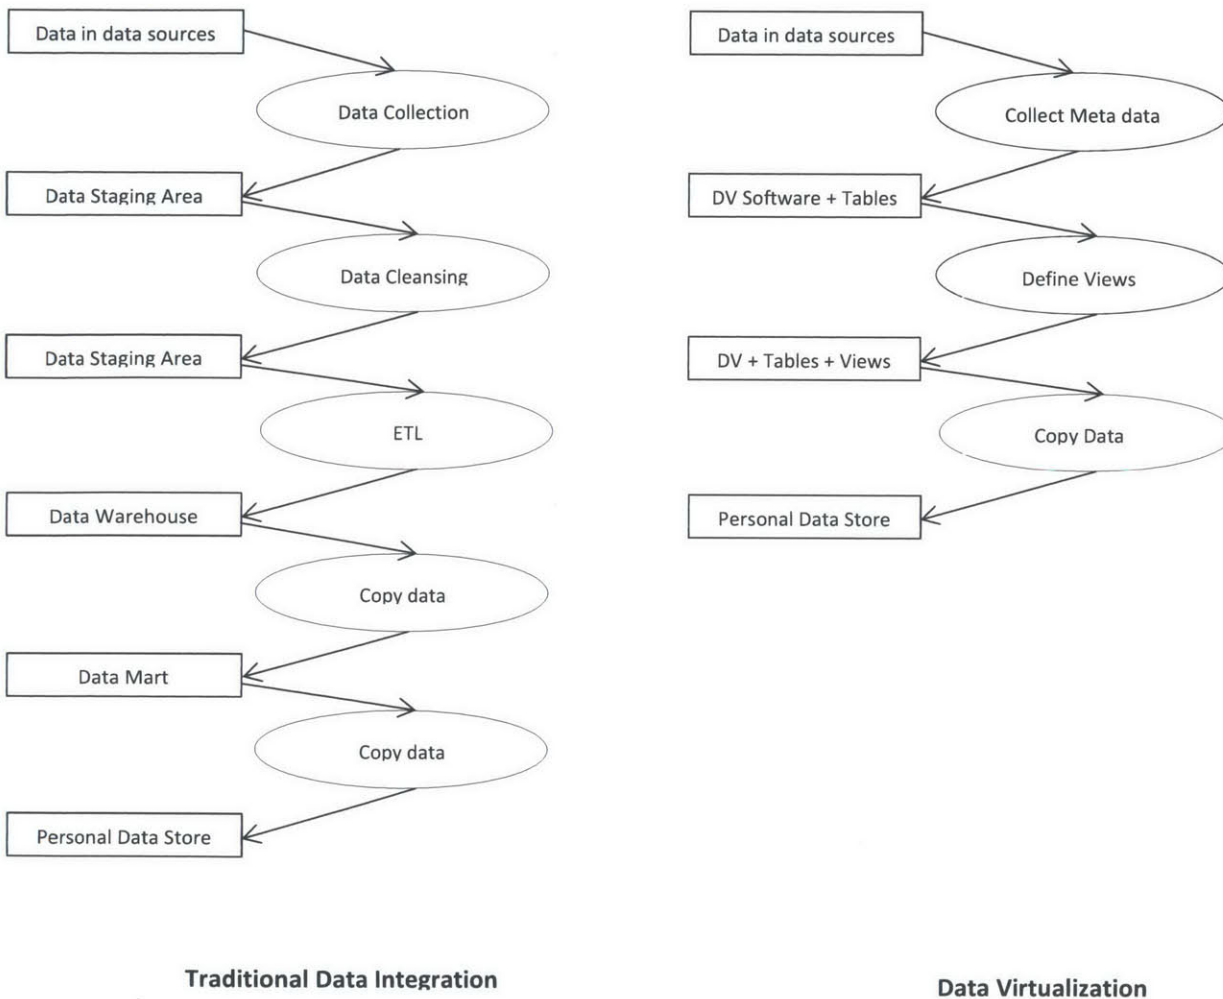 Data in data sources
Data Collection
Data Staging Area
Data Cleansing
Data Staging Area
ETL
Data Warehouse
Copy data
Data Mart
Copy data
Personal Data Store
Traditional Data Integration
Data in data sources
Collect Meta data
DV Software + Tables
Define Views
DV + Tables + Views
Copy Data
Personal Data Store
Data Virtualization